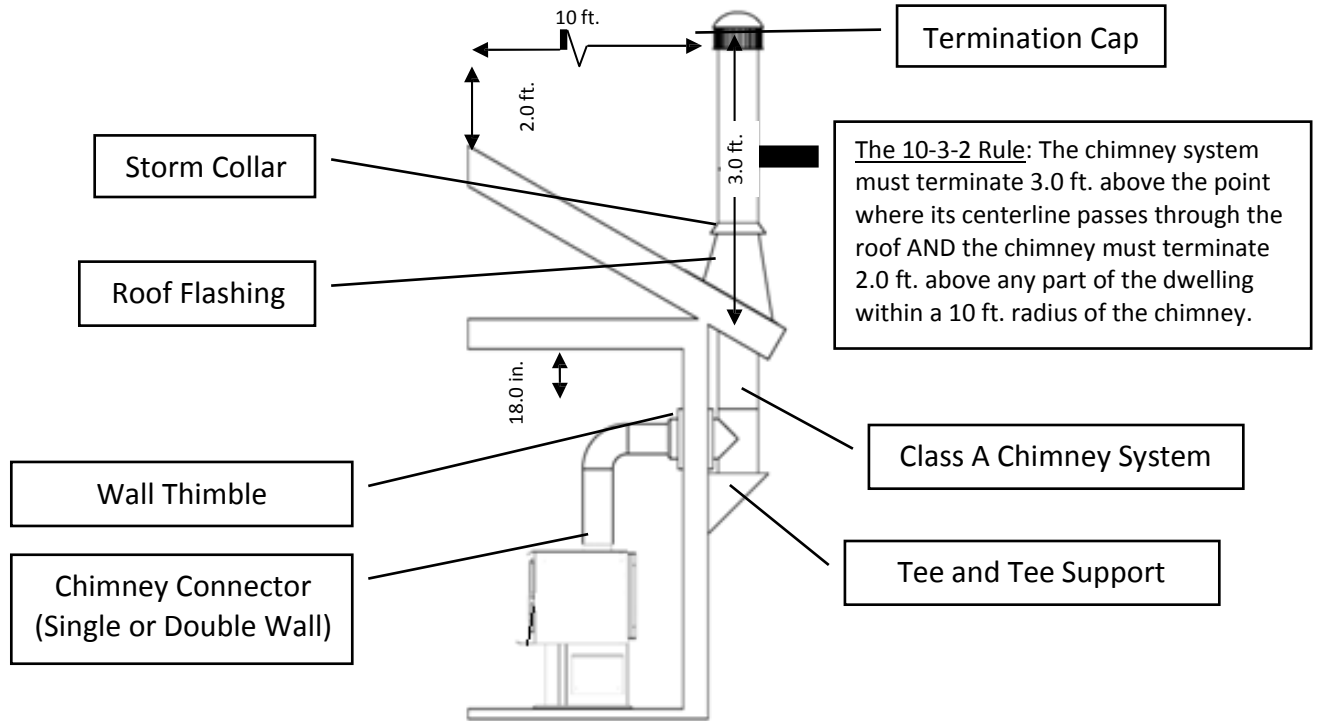 10 ft.
Termination Cap
2.0 ft.
Storm Collar
3.0 ft.
The 10-3-2 Rule: The chimney system
must terminate 3.0 ft. above the point
where its centerline passes through the
roof AND the chimney must terminate
2.0 ft. above any part of the dwelling
within a 10 ft. radius of the chimney.
Roof Flashing
18.0 in.
Class A Chimney System
Wall Thimble
Tee and Tee Support
Chimney Connector
(Single or Double Wall)